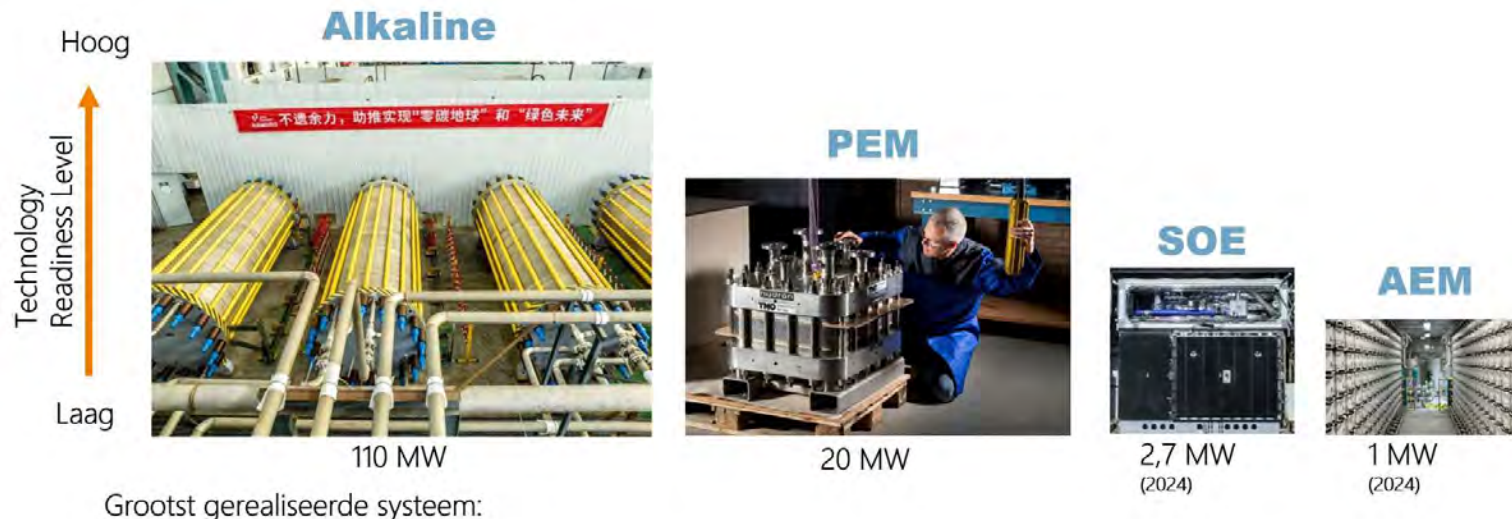 Alkaline
Hoog
不遗余力，助推实现“零碳地球” 和 “绿色未来”
PEM
SOE
AEM
Technology
Readiness Level
Laag
110 MW
20 MW
2,7 MW
(2024)
1 MW
(2024)
Grootst gerealiseerde systeem: